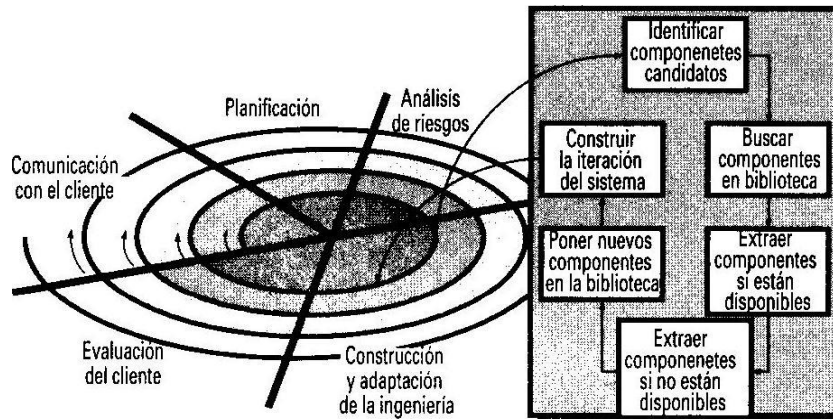 Planificación
Análisis
de riesgos
Comunicación
con el cliente
Evaluación
del cliente
Construcción
y adaptación
de la ingeniería
Identificar
componenetes
candidatos
Buscar
componentes
en biblioteca
Extraer
componentes
si están
disponibles
Extraer
componenetes
si no están
disponibles
Poner nuevos
componentes
en la biblioteca
Construir
la iteración
del sistema